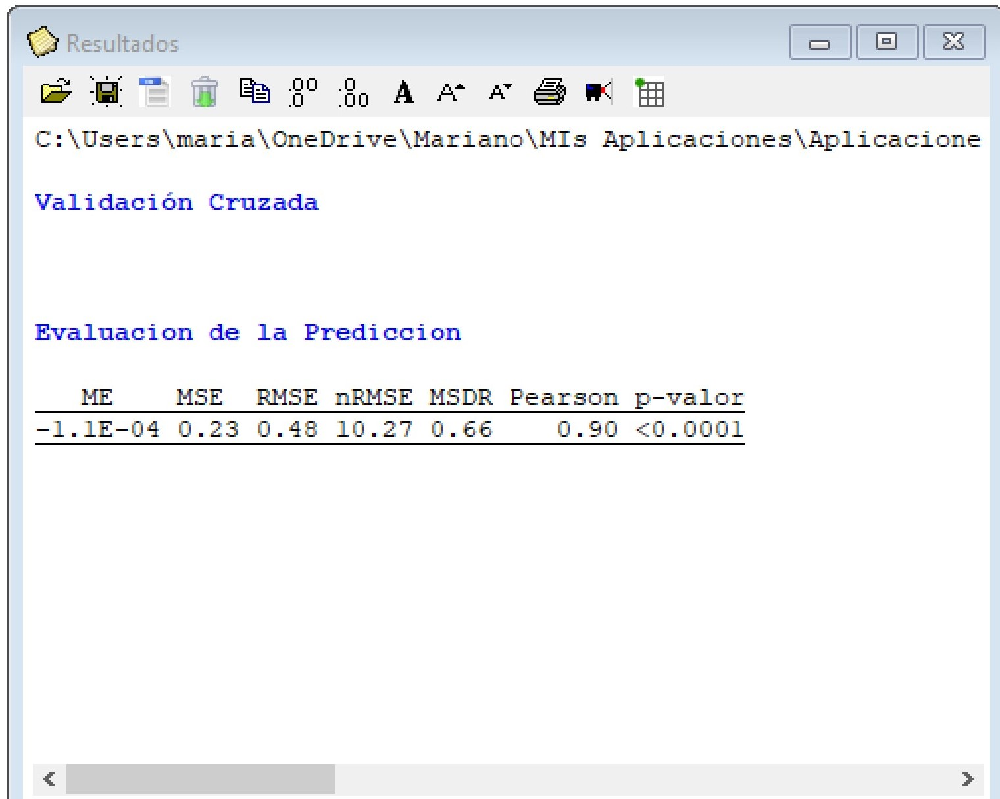 Resultados
C:\Users\maria\OneDrive\Mariano\MIs Aplicaciones\Aplicacione
Validación Cruzada
Evaluacion de la Prediccion
ME MSE RMSE nRMSE MSDR Pearson p-valor
-1.1E-04 0.23 0.48 10.27 0.66 0.90 <0.0001